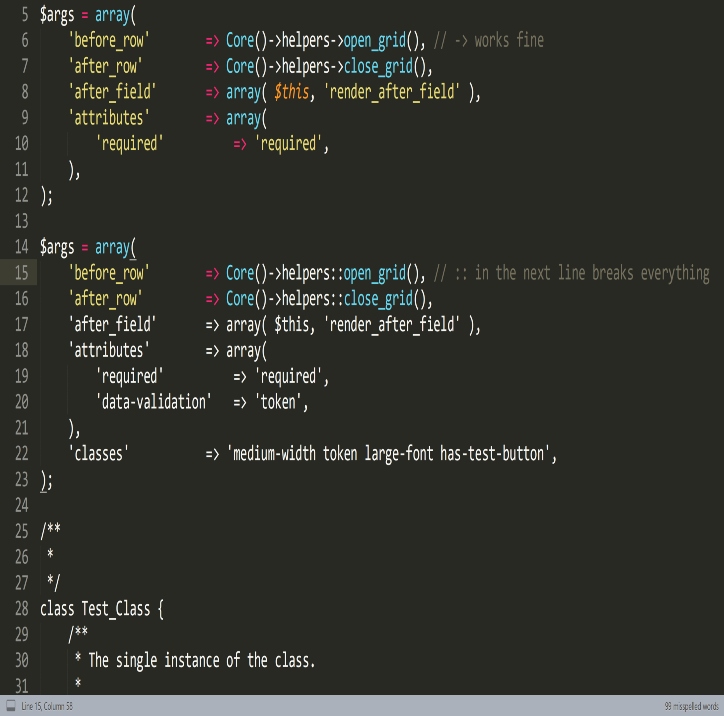 5 $args = array(
6 'before_row' => Core()->helpers->open_grid(), // -> works fine
7 'after_row' => Core()->helpers->close_grid(),
8 'after_field' => array( $this, 'render_after_field' ),
9 'attributes' => array(
10 'required' => 'required',
11 ),
12 );
13
14 $args = array(
15 'before_row' => Core()->helpers::open_grid(), // :: in the next line breaks everything
16 'after_row' => Core()->helpers::close_grid(),
17 'after_field' => array( $this, 'render_after_field' ),
18 'attributes' => array(
19 'required' => 'required',
20 'data-validation' => 'token',
21 ),
22 'classes' => 'medium-width token large-font has-test-button',
23 );
24
25 /**
26 *
27 */
28 class Test_Class {
29 /**
30 * The single instance of the class.
31 *
Line 15, Column 58 99 misspelled words